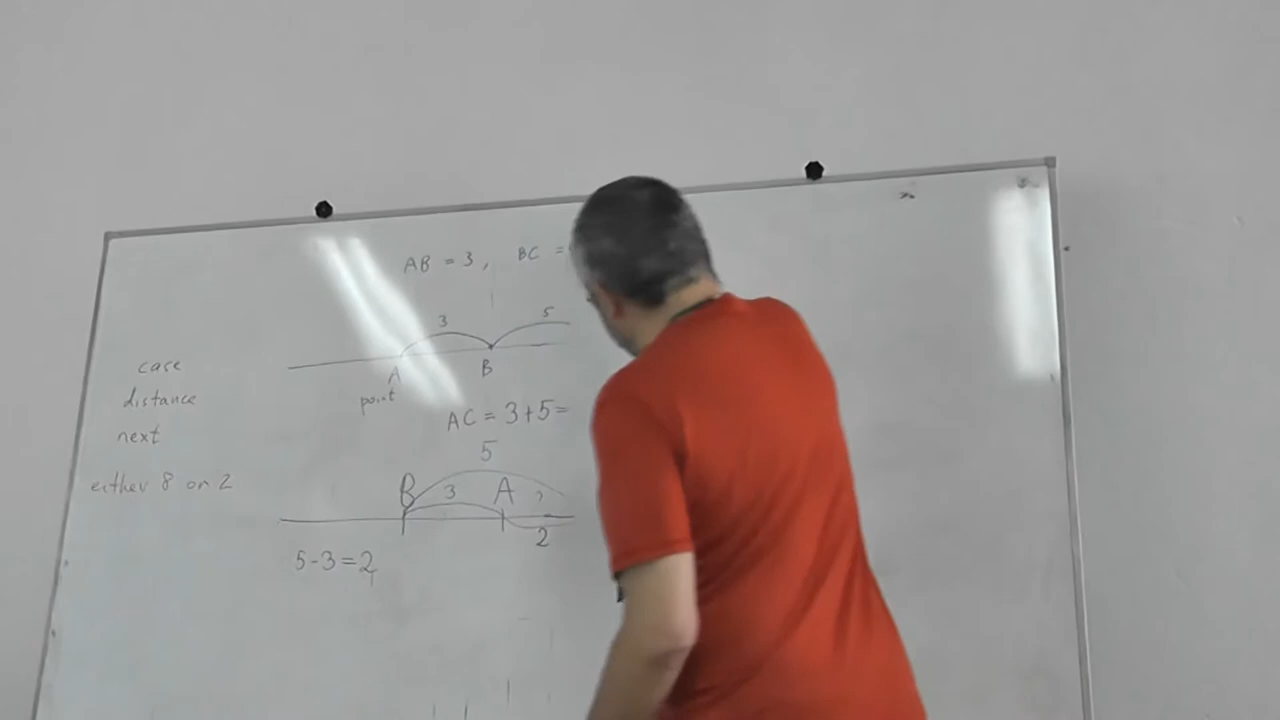 AB = 3, BC =
3 5
case
A B
distance
point
AC = 3+5=
next
5
either 8 or 2
B 3 A
2
5-3=2